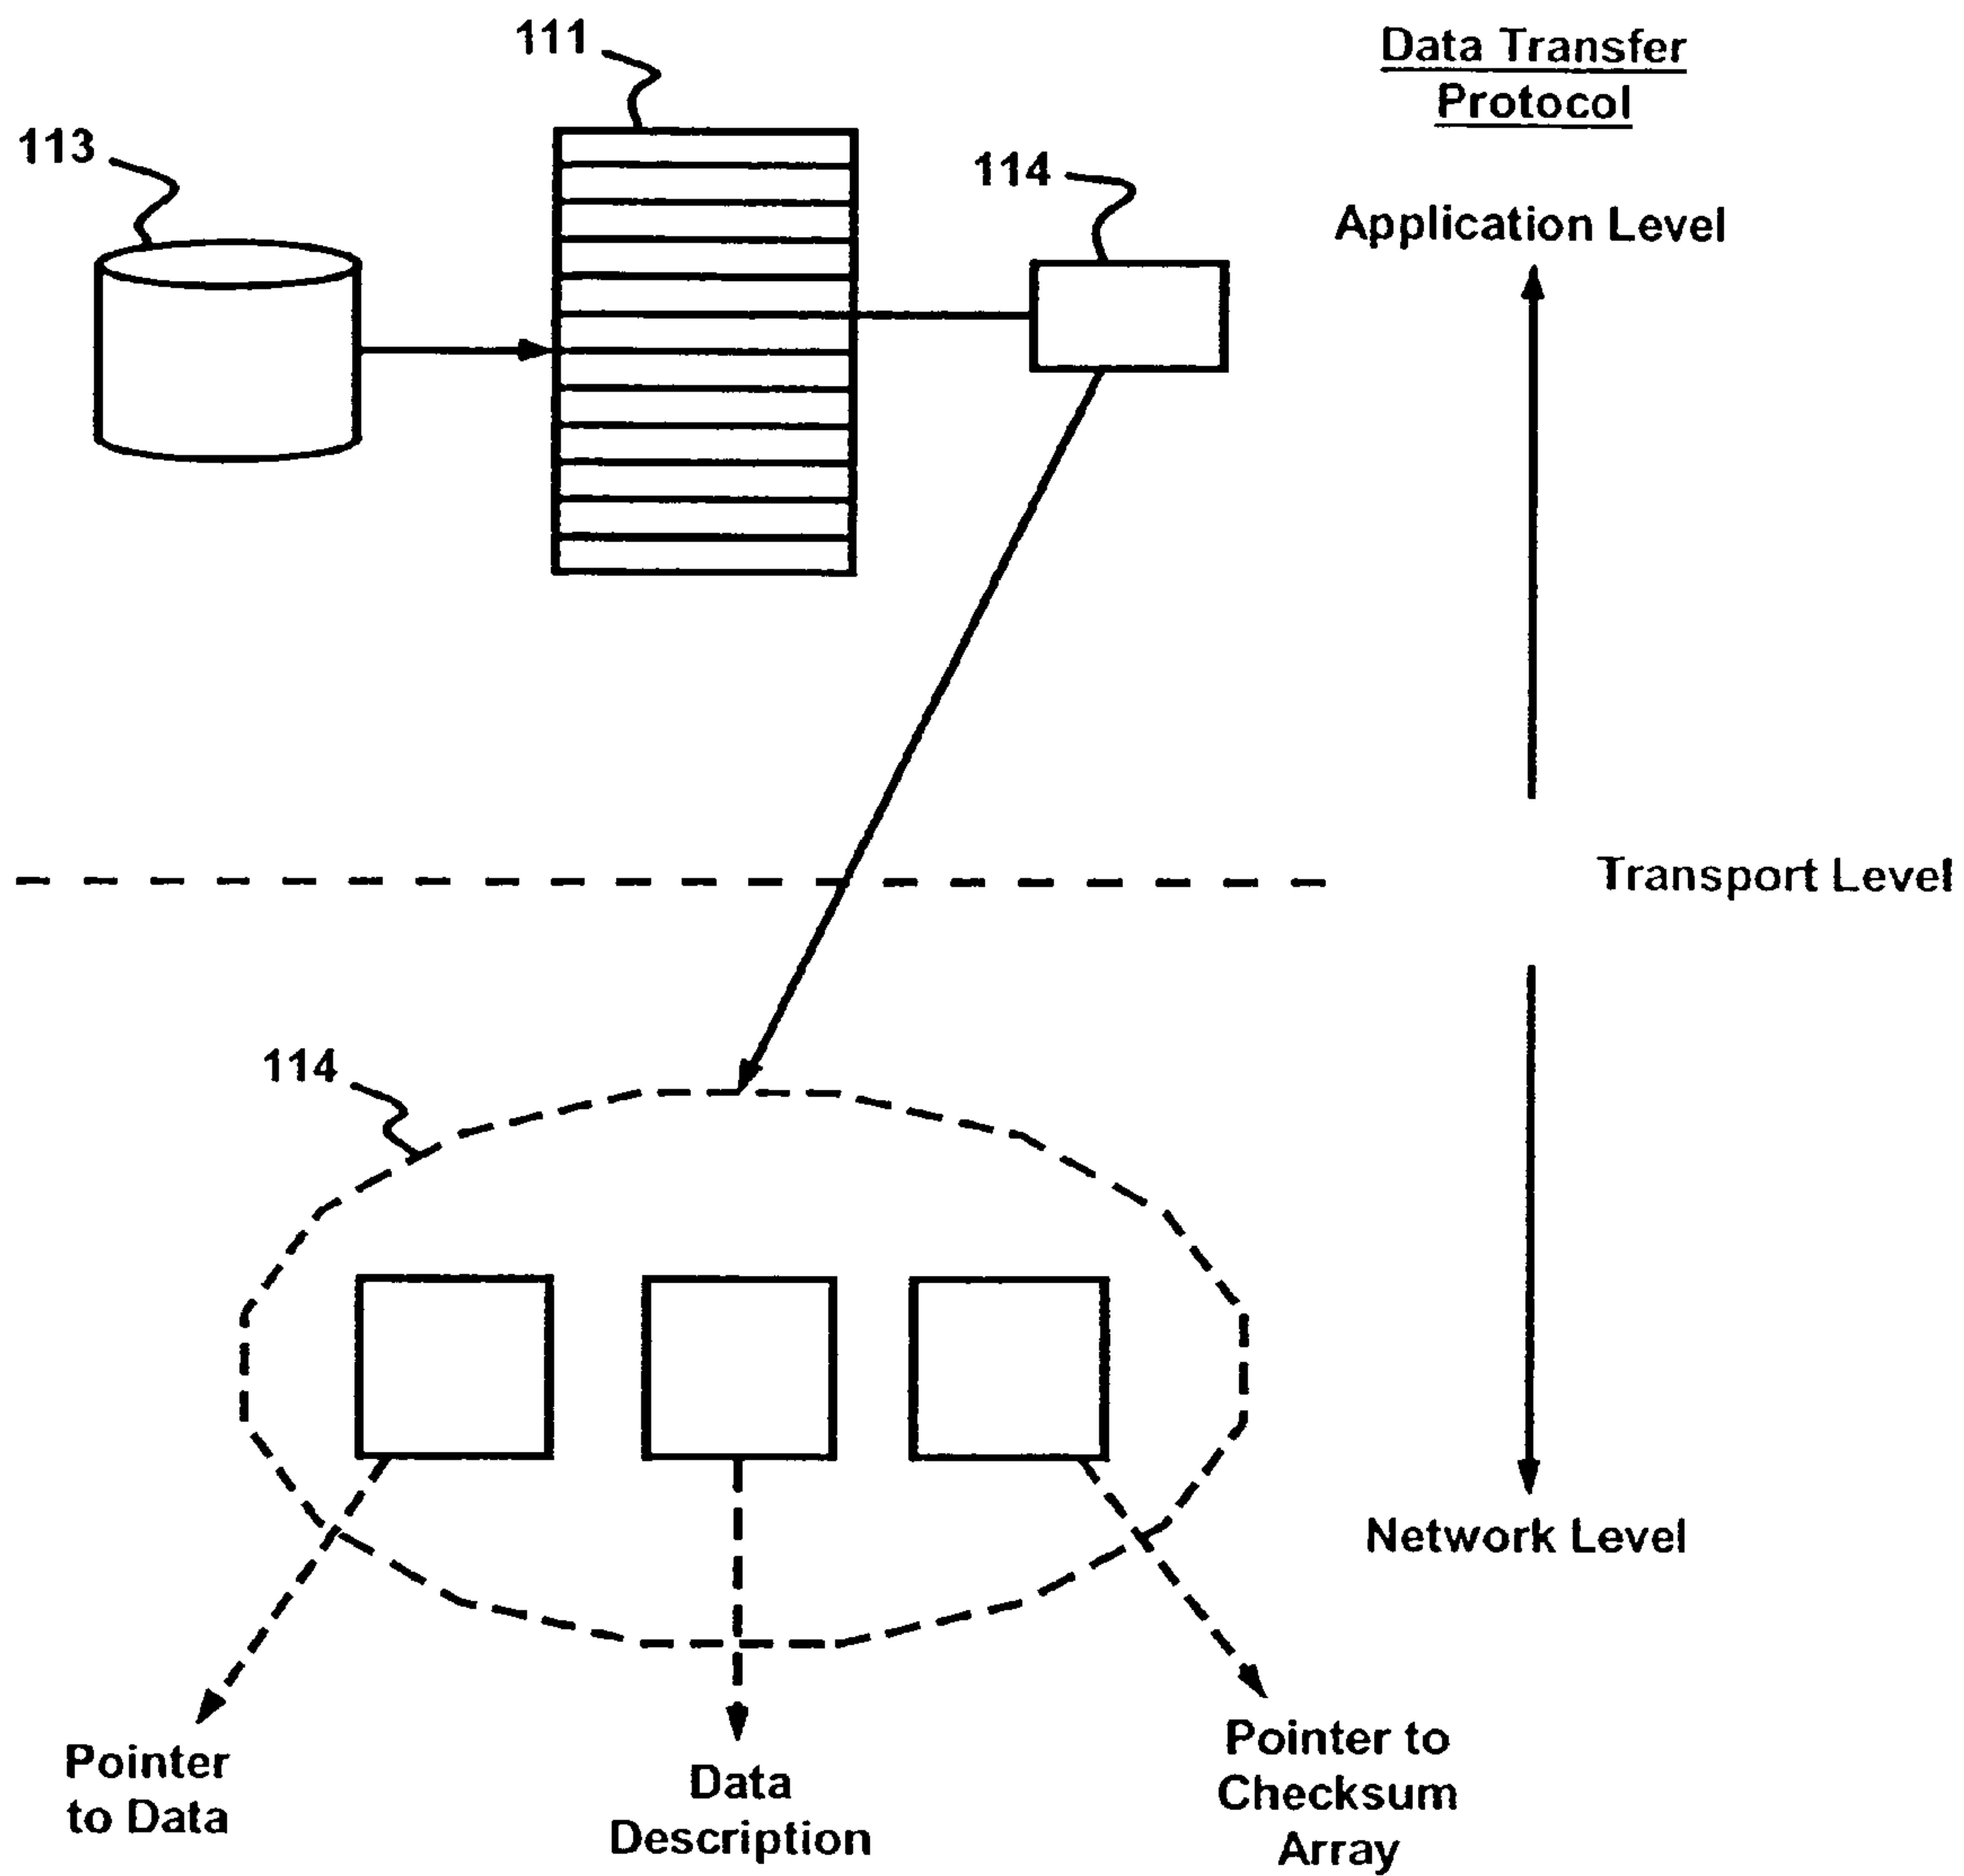 111
Data Transfer
Protocol
113
114
Application Level
Transport Level
114
Network Level
Pointer
to Data
Data
Description
Pointer to
Checksum
Array